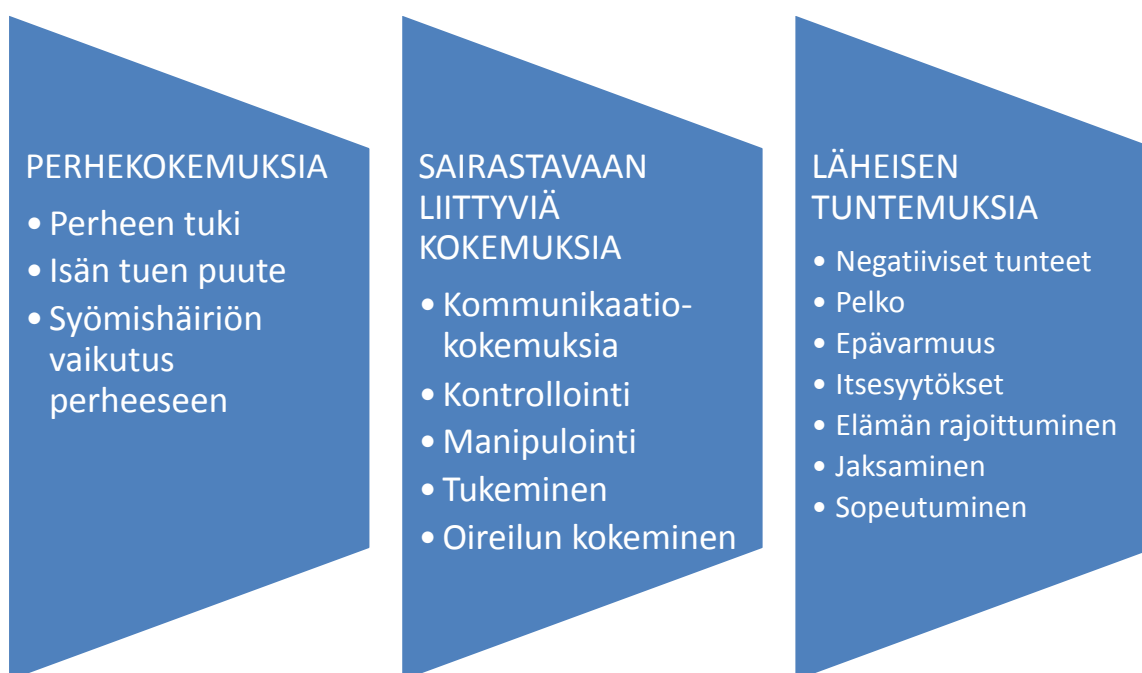 PERHEKOKEMUKSIA
• Perheen tuki
• Isän tuen puute
• Syömishäiriön
vaikutus
perheeseen
SAIRASTAVAAN
LIITTYVIÄ
KOKEMUKSIA
• Kommunikaatio-
kokemuksia
• Kontrollointi
• Manipulointi
• Tukeminen
• Oireilun kokeminen
LÄHEISEN
TUNTEMUKSIA
• Negatiiviset tunteet
• Pelko
• Epävarmuus
• Itsesyytökset
• Elämän rajoittuminen
• Jaksaminen
• Sopeutuminen